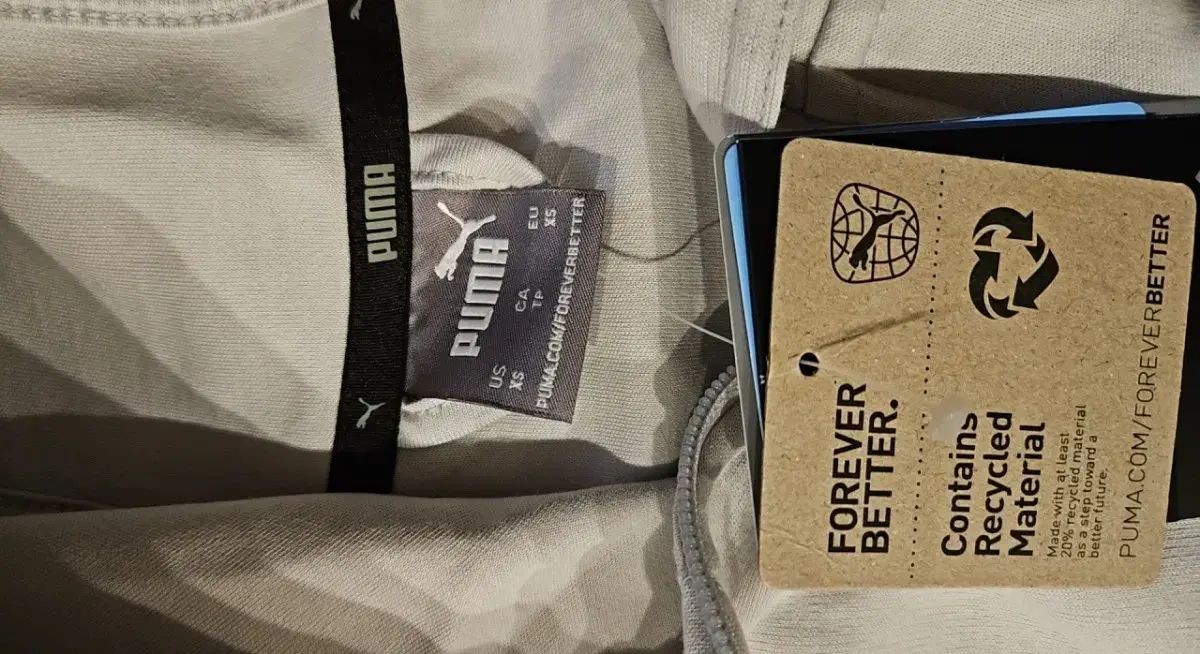 PUMA
PUMA
US CA EU
XS TP XS
PUMA.COM/FOREVERBETTER
FOREVER
BETTER.
Contains
Recycled
Material
Made with at least
20% recycled material
as a step toward a
better future.
PUMA.COM/FOREVERBETTER